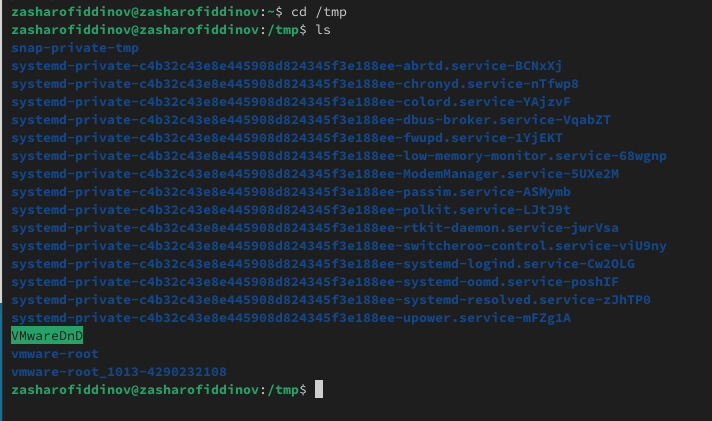 zasharofiddinov@zasharofiddinov:~$ cd /tmp
zasharofiddinov@zasharofiddinov:/tmp$ ls
snap-private-tmp
systemd-private-c4b32c43e8e445908d824345f3e188ee-abrtd.service-BCNxXj
systemd-private-c4b32c43e8e445908d824345f3e188ee-chronyd.service-nTfwp8
systemd-private-c4b32c43e8e445908d824345f3e188ee-colord.service-YAjzvF
systemd-private-c4b32c43e8e445908d824345f3e188ee-dbus-broker.service-VqabZT
systemd-private-c4b32c43e8e445908d824345f3e188ee-fwupd.service-1YjEKT
systemd-private-c4b32c43e8e445908d824345f3e188ee-low-memory-monitor.service-68wgnp
systemd-private-c4b32c43e8e445908d824345f3e188ee-ModemManager.service-5UXe2M
systemd-private-c4b32c43e8e445908d824345f3e188ee-passim.service-ASMymb
systemd-private-c4b32c43e8e445908d824345f3e188ee-polkit.service-LJtJ9t
systemd-private-c4b32c43e8e445908d824345f3e188ee-rtkit-daemon.service-jwrVsa
systemd-private-c4b32c43e8e445908d824345f3e188ee-switcheroo-control.service-viU9ny
systemd-private-c4b32c43e8e445908d824345f3e188ee-systemd-logind.service-Cw2OLG
systemd-private-c4b32c43e8e445908d824345f3e188ee-systemd-oomd.service-poshIF
systemd-private-c4b32c43e8e445908d824345f3e188ee-systemd-resolved.service-zJhTP0
systemd-private-c4b32c43e8e445908d824345f3e188ee-upower.service-mFZg1A
VMwareDnD
vmware-root
vmware-root_1013-4290232108
zasharofiddinov@zasharofiddinov:/tmp$